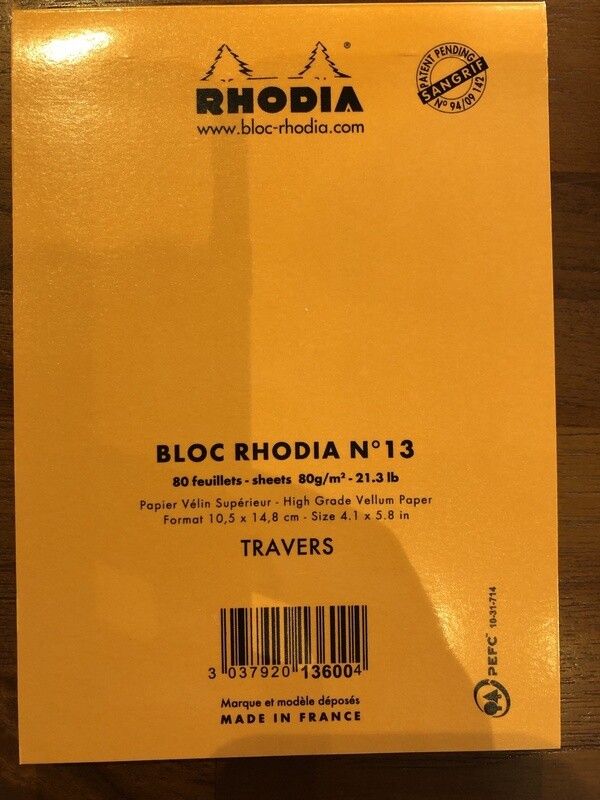 RHODIA ®
www.bloc-rhodia.com
PATENT PENDING
SANGRIF
N° 94/09 142
BLOC RHODIA N°13
80 feuillets - sheets 80g/m² - 21.3 lb
Papier Vélin Supérieur - High Grade Vellum Paper
Format 10,5 x 14,8 cm - Size 4.1 x 5.8 in
TRAVERS
3 037920 136004
Marque et modèle déposés
MADE IN FRANCE
PEFC™ 10-31-714